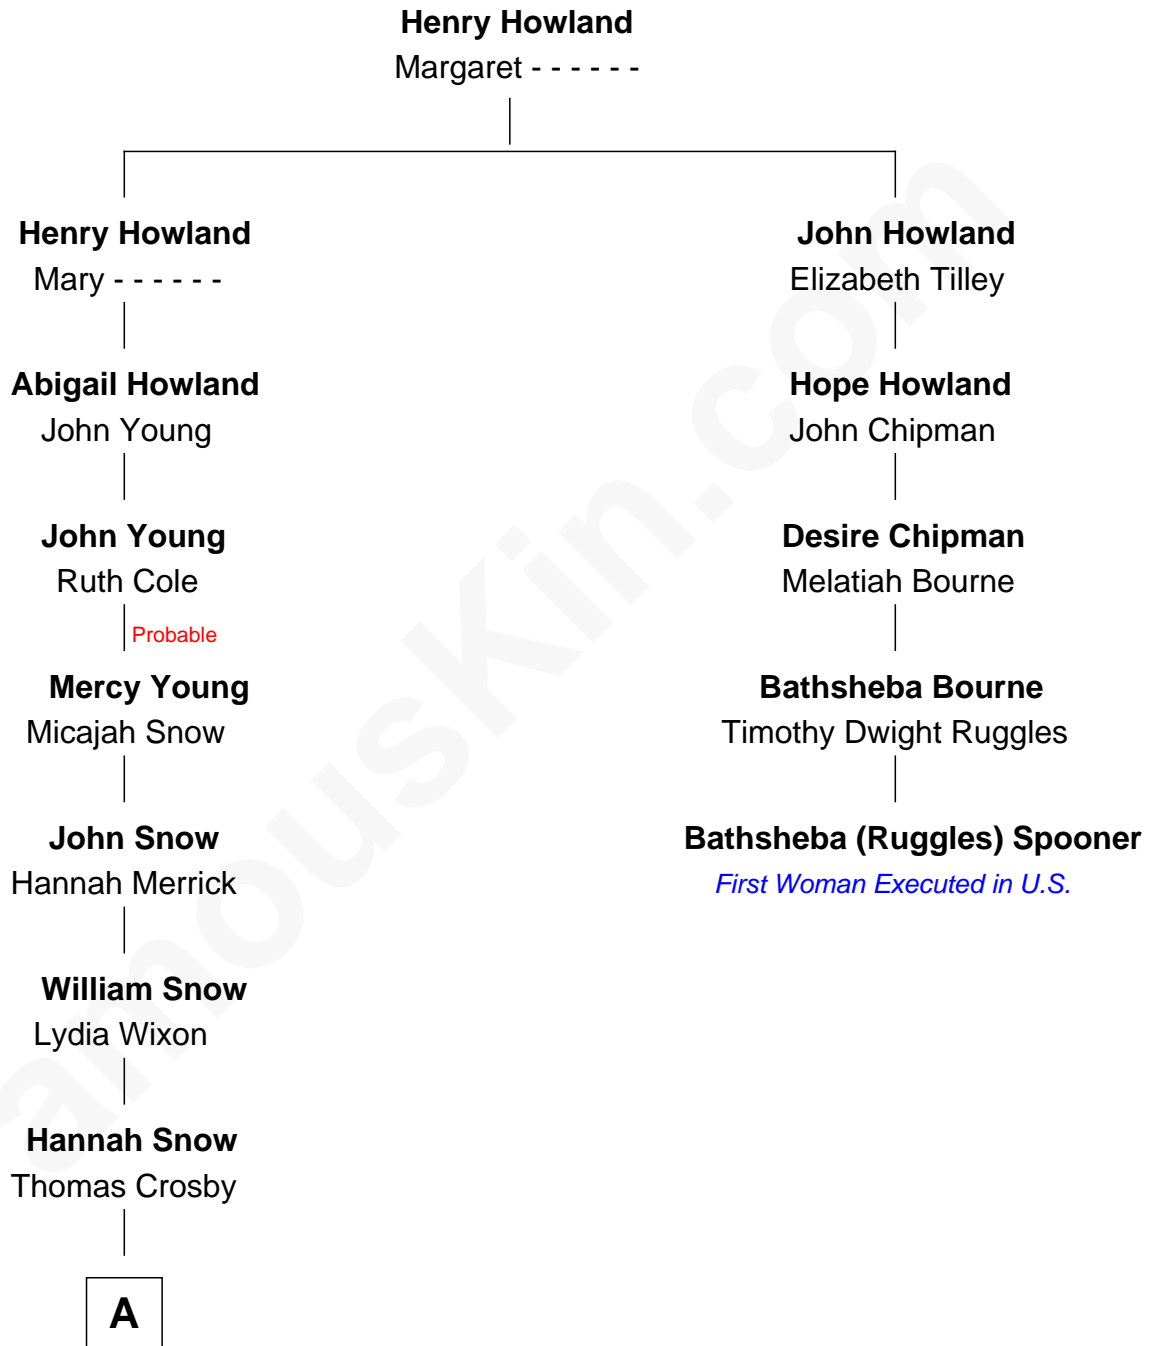 Henry Howland
Margaret - - - - - -
Henry Howland
Mary - - - - - -
John Howland
Elizabeth Tilley
Abigail Howland
John Young
Hope Howland
John Chipman
John Young
Ruth Cole
Desire Chipman
Melatiah Bourne
Probable
Mercy Young
Micajah Snow
Bathsheba Bourne
Timothy Dwight Ruggles
John Snow
Hannah Merrick
Bathsheba (Ruggles) Spooner
First Woman Executed in U.S.
William Snow
Lydia Wixon
Hannah Snow
Thomas Crosby
A
amouskin.com